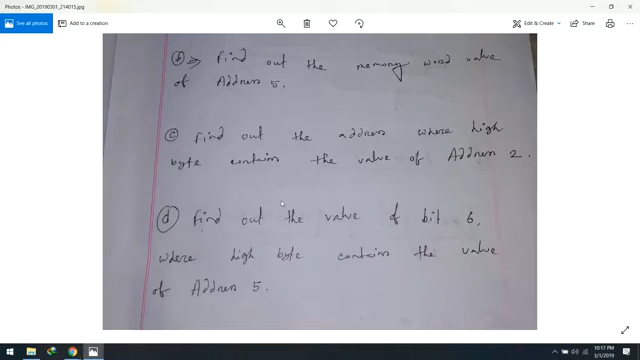 Photos - IMG_20190301_214015.jpg
See all photos
Add to a creation
Edit & Create
Share
(b) => Find out the memory word value
of Address 5.
(c) Find out the address where high
byte contains the value of Address 2.
(d) Find out the value of bit 6,
where high byte contains the value
of Address 5.
10:17 PM
3/1/2019